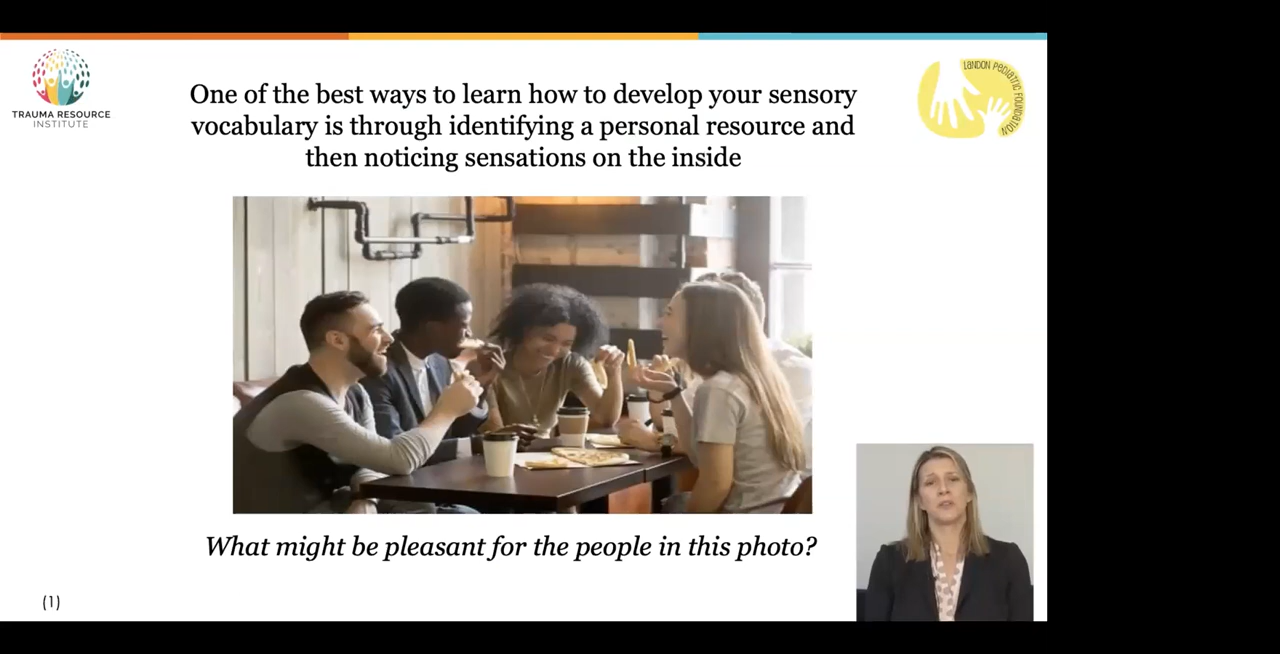 TRAUMA RESOURCE
INSTITUTE
LANDON PEDIATRIC FOUNDATION
One of the best ways to learn how to develop your sensory
vocabulary is through identifying a personal resource and
then noticing sensations on the inside
What might be pleasant for the people in this photo?
(1)